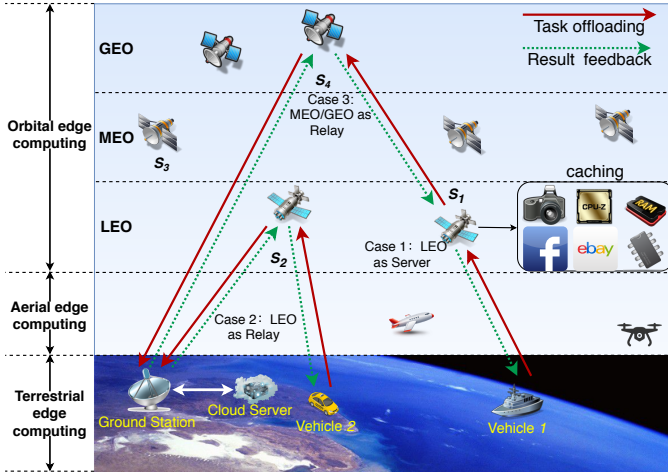 GEO
Task offloading
Result feedback
S4
Case 3:
MEO/GEO as
Relay
Orbital edge
computing
MEO
S3
caching
S1
CPU-Z
RAM
LEO
Case 1: LEO
as Server
f
ebay
S2
Aerial edge
computing
Case 2: LEO
as Relay
Terrestrial
edge
computing
Ground Station
Cloud Server
Vehicle 2
Vehicle 1